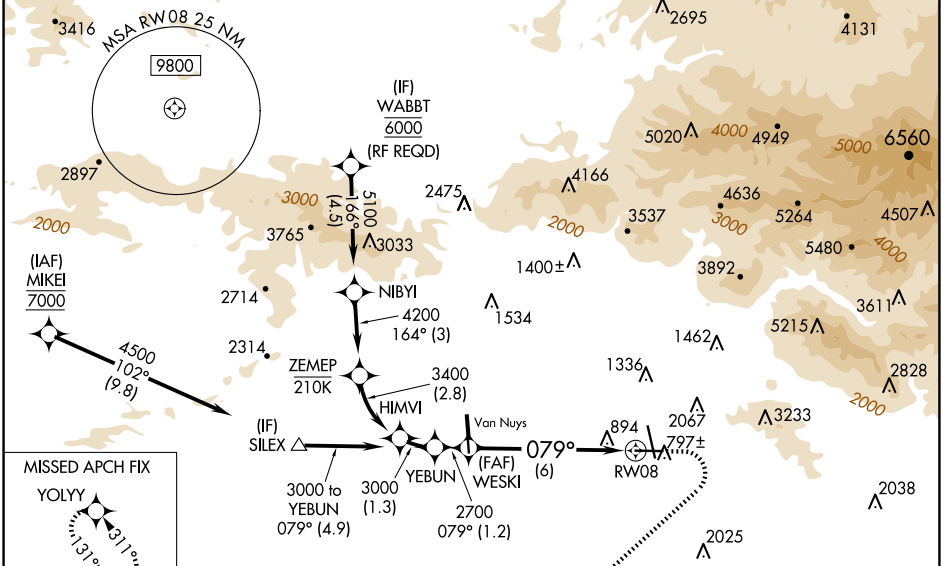 3416
MSA RW08 25 NM
9800
2695
4131
(IF)
WABBT
6000
(RF REQD)
5020
4000
4949
5000
6560
2897
3000
5100
166°
(4.5)
2475
4166
2000
3537
4636
3000
5264
4507
2000
3765
3033
5480
4000
(IAF)
MIKEI
7000
2714
NIBYI
1400±
3892
3611
1534
4200
164° (3)
1462
5215
4500
102°
(9.8)
2314
ZEMEP
210K
3400
(2.8)
1336
2828
2000
HIMVI
2067
3233
(IF)
SILEX
Van Nuys
079°
(6)
894
797±
RW08
YEBUN
(FAF)
WESKI
MISSED APCH FIX
YOLYY
131°
311°
3000 to
YEBUN
079° (4.9)
3000
(1.3)
2700
079° (1.2)
2038
2025